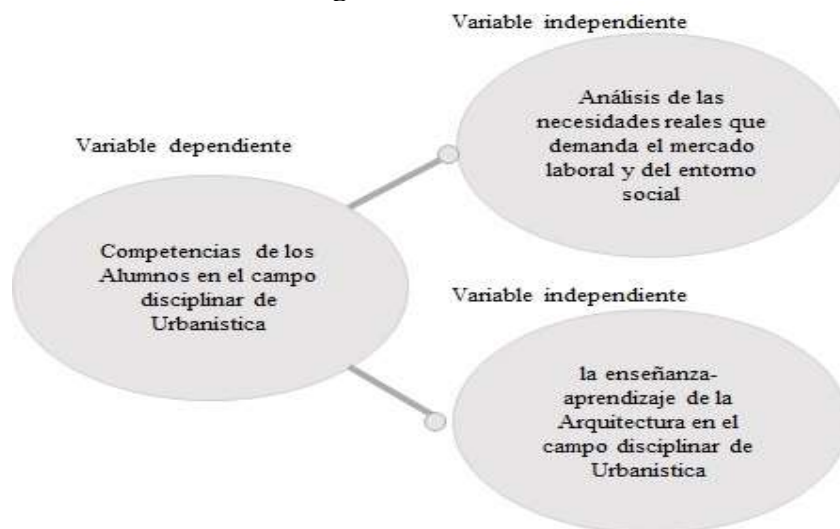 Variable independiente
Análisis de las
necesidades reales que
demanda el mercado
laboral y del entorno
social
Variable dependiente
Competencias de los
Alumnos en el campo
disciplinar de
Urbanistica
Variable independiente
la enseñanza-
aprendizaje de la
Arquitectura en el
campo disciplinar de
Urbanistica